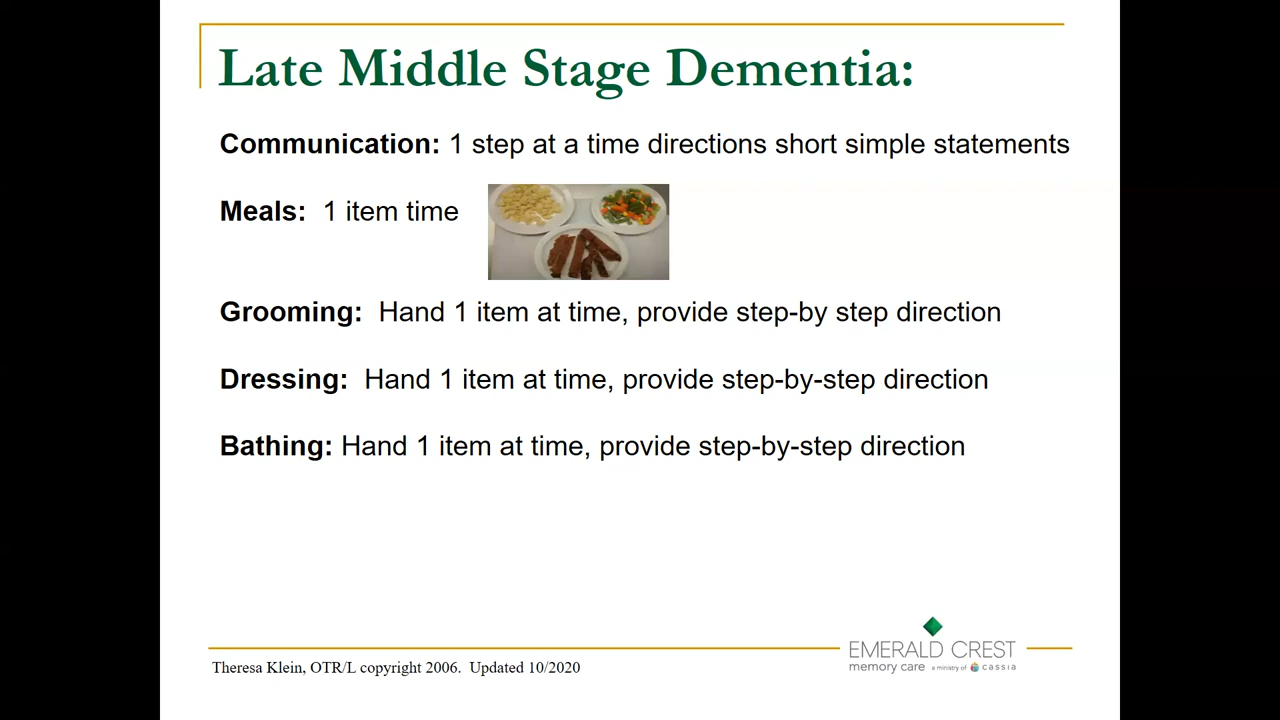 Late Middle Stage Dementia:
Communication: 1 step at a time directions short simple statements
Meals: 1 item time
Grooming: Hand 1 item at time, provide step-by step direction
Dressing: Hand 1 item at time, provide step-by-step direction
Bathing: Hand 1 item at time, provide step-by-step direction
Theresa Klein, OTR/L copyright 2006. Updated 10/2020
EMERALD CREST
memory care a ministry of cassia